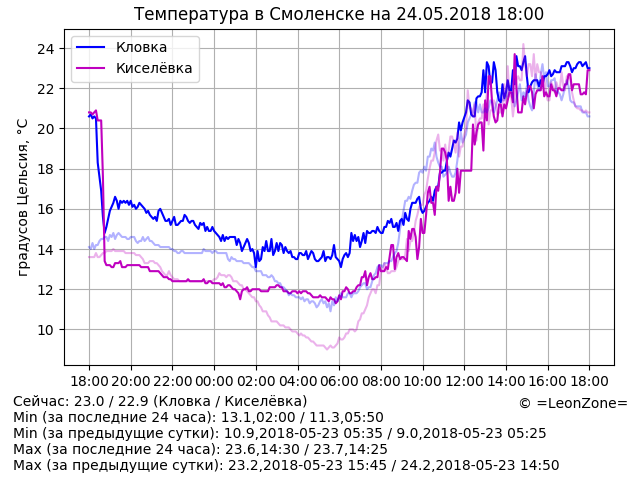 Температура в Смоленске на 24.05.2018 18:00
Кловка
Киселёвка
градусов Цельсия, °C
24
22
20
18
16
14
12
10
18:00 20:00 22:00 00:00 02:00 04:00 06:00 08:00 10:00 12:00 14:00 16:00 18:00
Сейчас: 23.0 / 22.9 (Кловка / Киселёвка)
© =LeonZone=
Min (за последние 24 часа): 13.1,02:00 / 11.3,05:50
Min (за предыдущие сутки): 10.9,2018-05-23 05:35 / 9.0,2018-05-23 05:25
Max (за последние 24 часа): 23.6,14:30 / 23.7,14:25
Max (за предыдущие сутки): 23.2,2018-05-23 15:45 / 24.2,2018-05-23 14:50